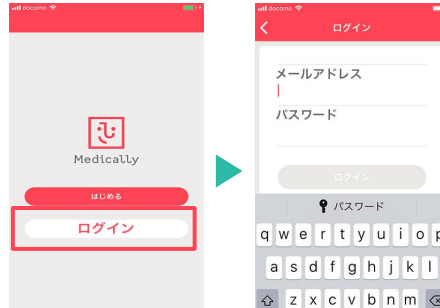 docomo
Medically
はじめる
ログイン
docomo
ログイン
メールアドレス
パスワード
ログイン
パスワード
q w e r t y u i o p
a s d f g h j k l
z x c v b n m